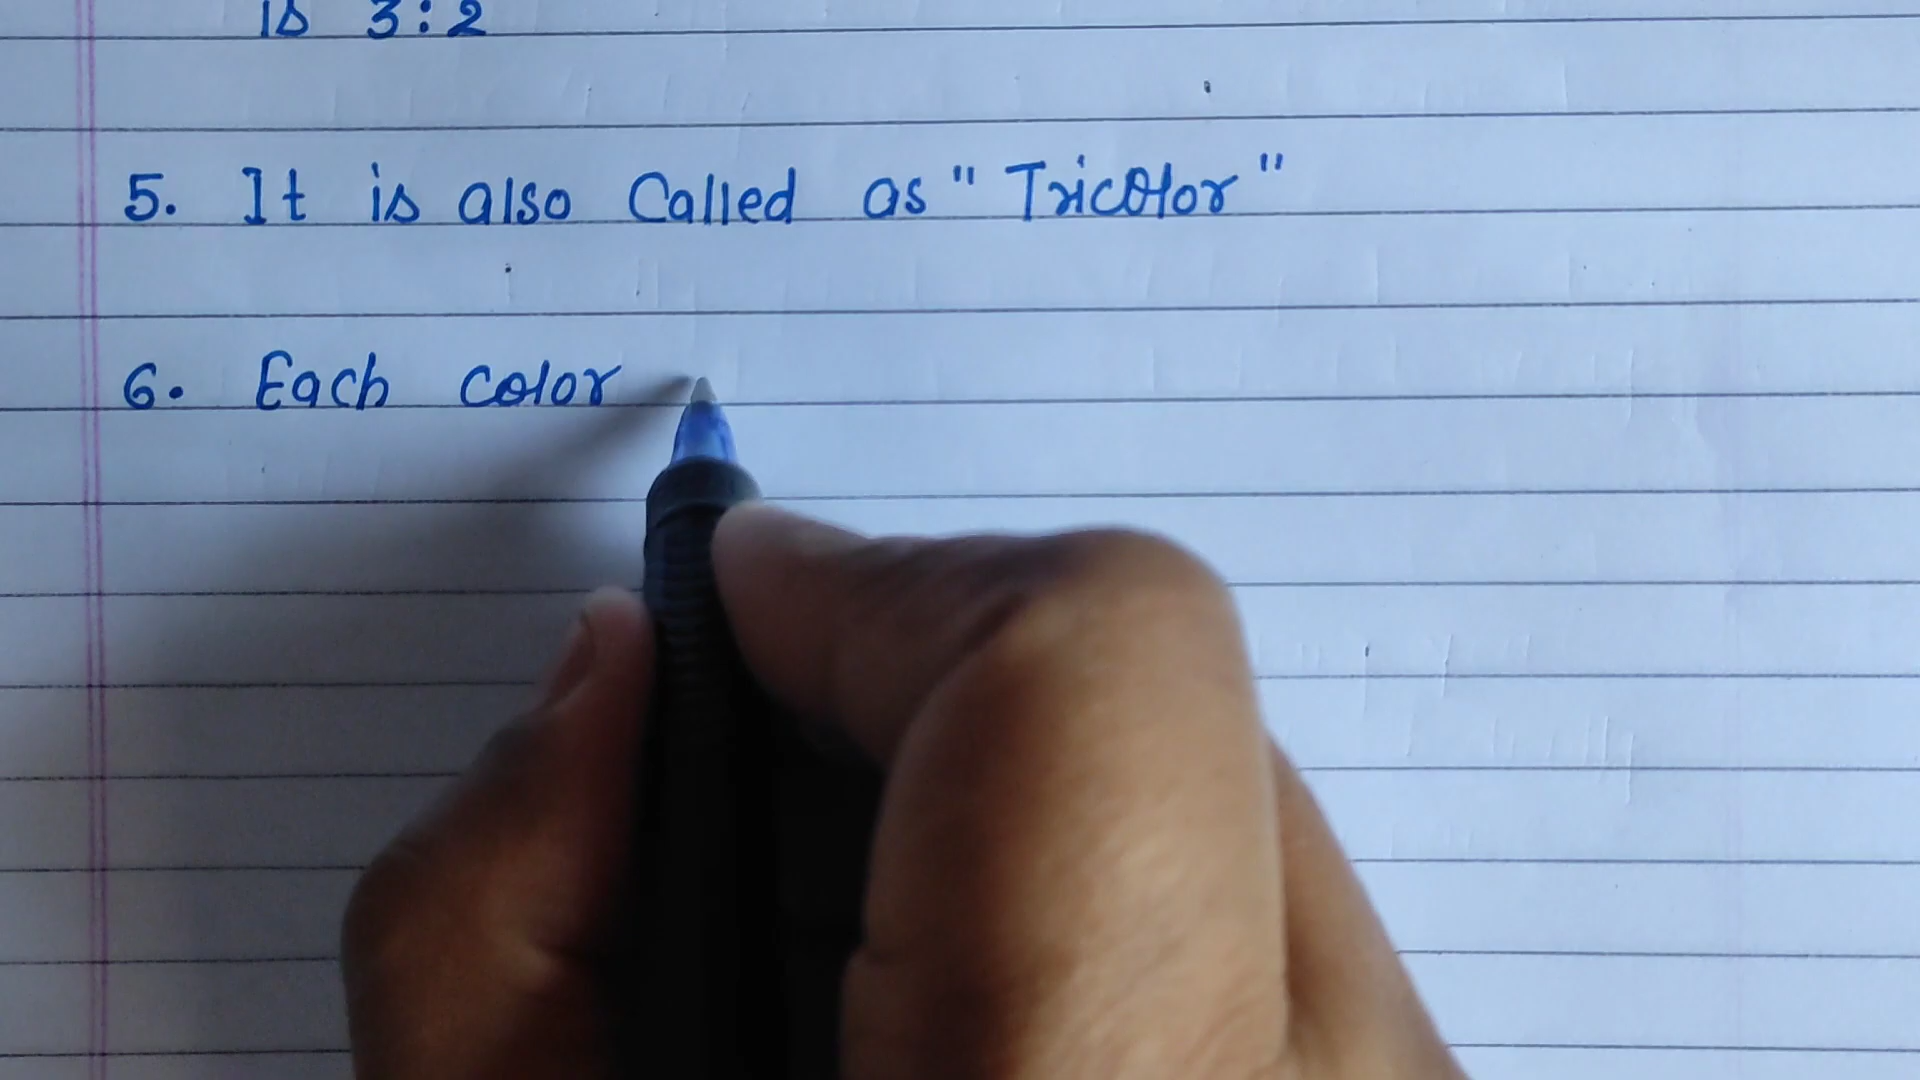 is 3:2
5. It is also Called as "Tricolor"
6. Each color